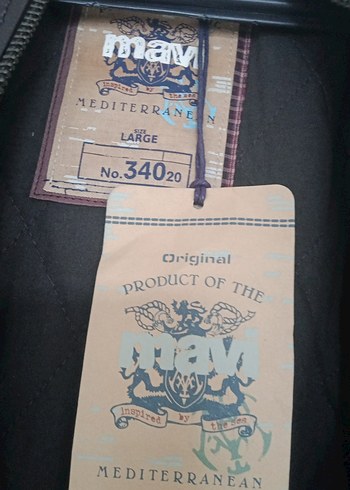 mavi
inspired by the sea
MEDITERRANEAN
SIZE
LARGE
No.34020
Original
PRODUCT OF THE
mavi
inspired by the sea
MEDITERRANEAN